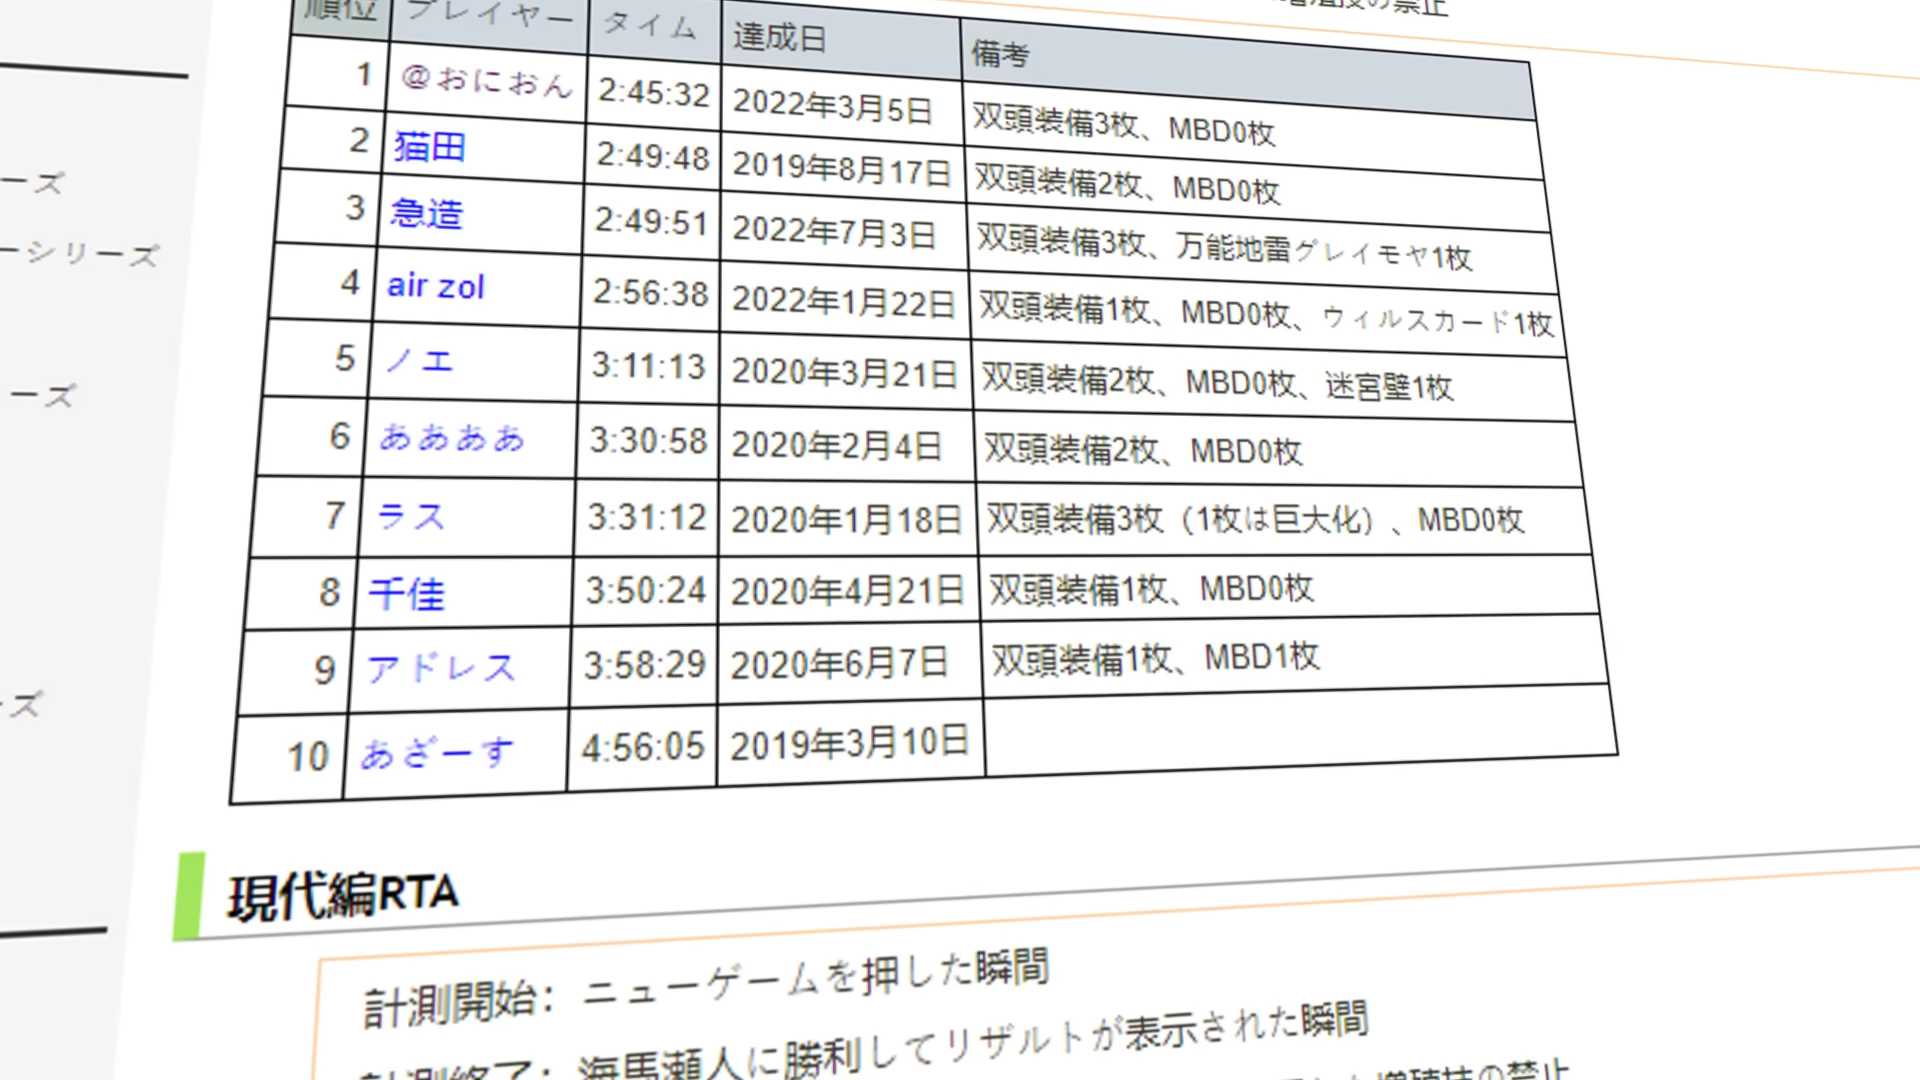 の禁止
順位 プレイヤー タイム 達成日 備考
1 @おにおん 2:45:32 2022年3月5日 双頭装備3枚、MBD0枚
2 猫田 2:49:48 2019年8月17日 双頭装備2枚、MBD0枚
3 急造 2:49:51 2022年7月3日 双頭装備3枚、万能地雷グレイモヤ1枚
4 air zol 2:56:38 2022年1月22日 双頭装備1枚、MBD0枚、ウィルスカード1枚
5 ノエ 3:11:13 2020年3月21日 双頭装備2枚、MBD0枚、迷宮壁1枚
6 ああああ 3:30:58 2020年2月4日 双頭装備2枚、MBD0枚
7 ラス 3:31:12 2020年1月18日 双頭装備3枚（1枚は巨大化）、MBD0枚
8 千佳 3:50:24 2020年4月21日 双頭装備1枚、MBD0枚
9 アドレス 3:58:29 2020年6月7日 双頭装備1枚、MBD1枚
10 あざーす 4:56:05 2019年3月10日
ーズ
ーシリーズ
ーズ
ーズ
現代編RTA
計測開始：ニューゲームを押した瞬間
計測終了：海馬瀬人に勝利してリザルトが表示された瞬間
の禁止